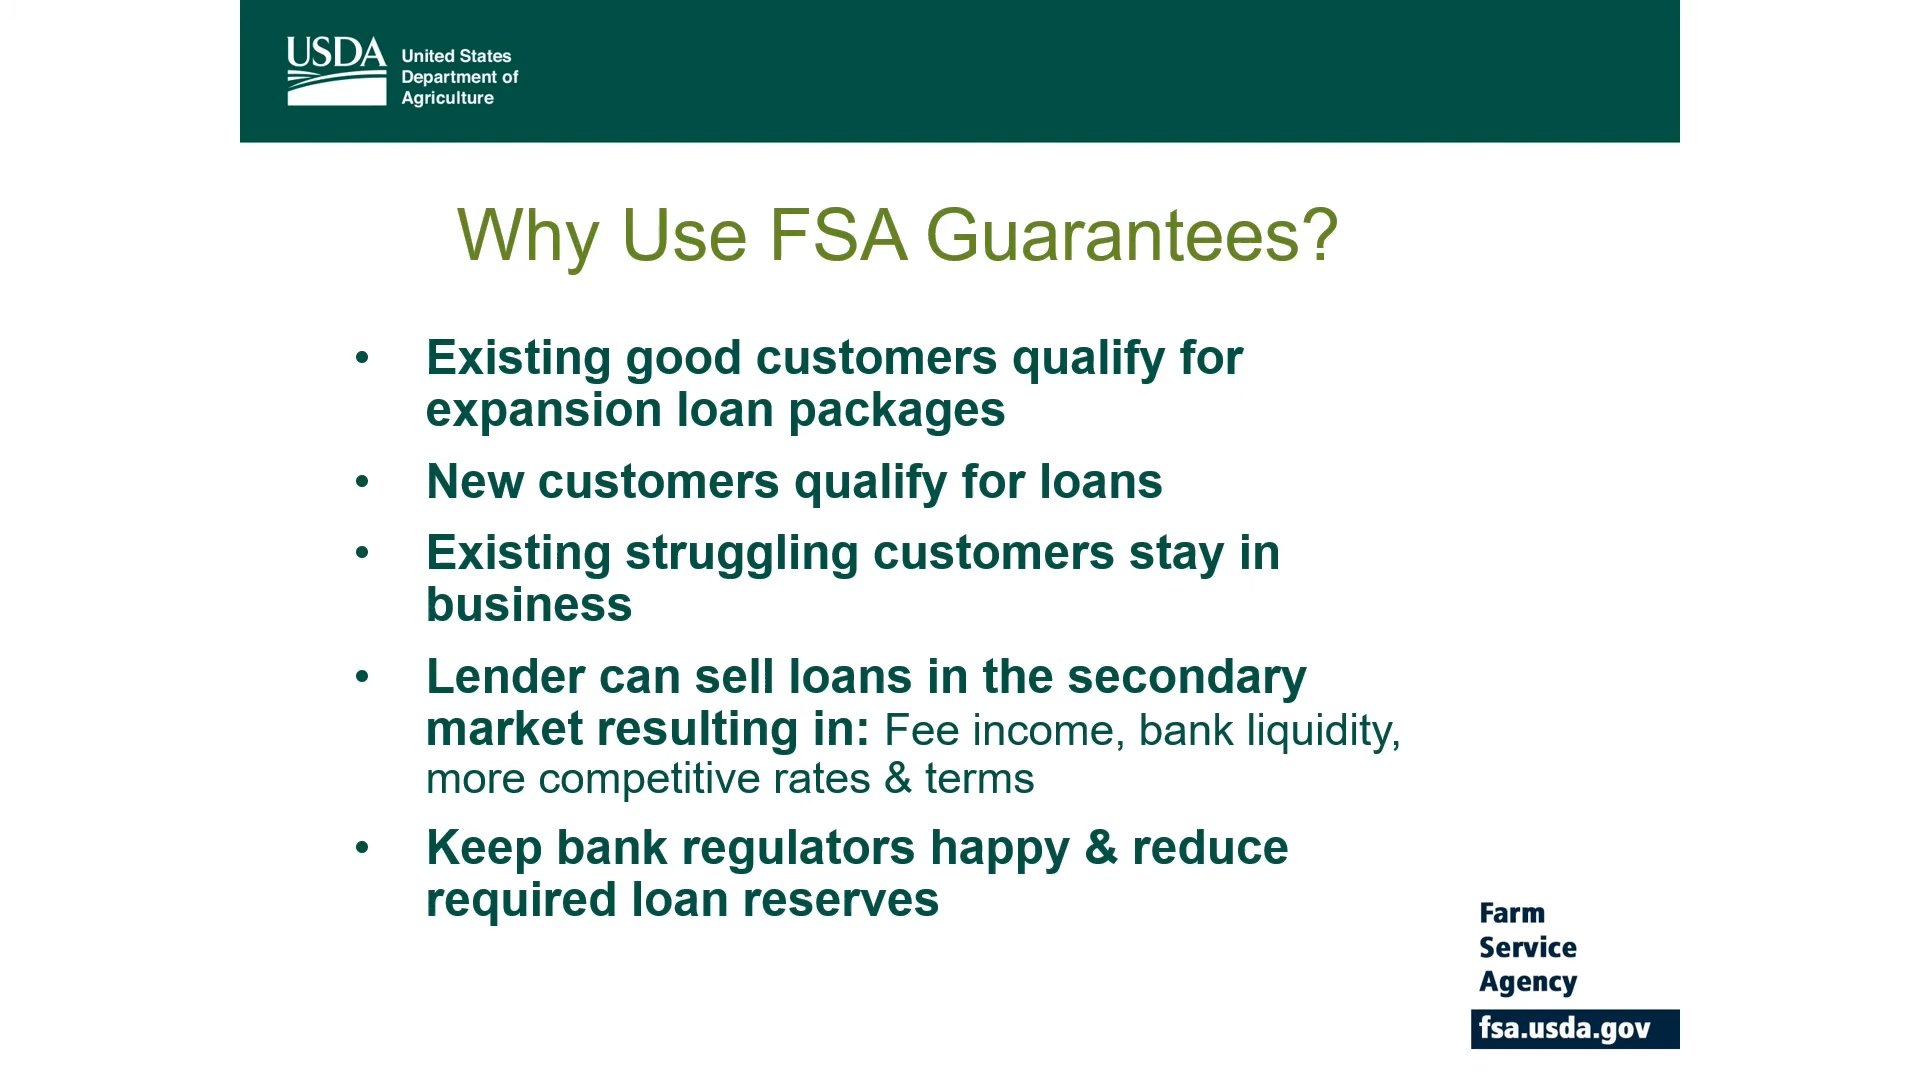 USDA
United States
Department of
Agriculture
Why Use FSA Guarantees?
• Existing good customers qualify for
expansion loan packages
• New customers qualify for loans
• Existing struggling customers stay in
business
• Lender can sell loans in the secondary
market resulting in: Fee income, bank liquidity,
more competitive rates & terms
• Keep bank regulators happy & reduce
required loan reserves
Farm
Service
Agency
fsa.usda.gov